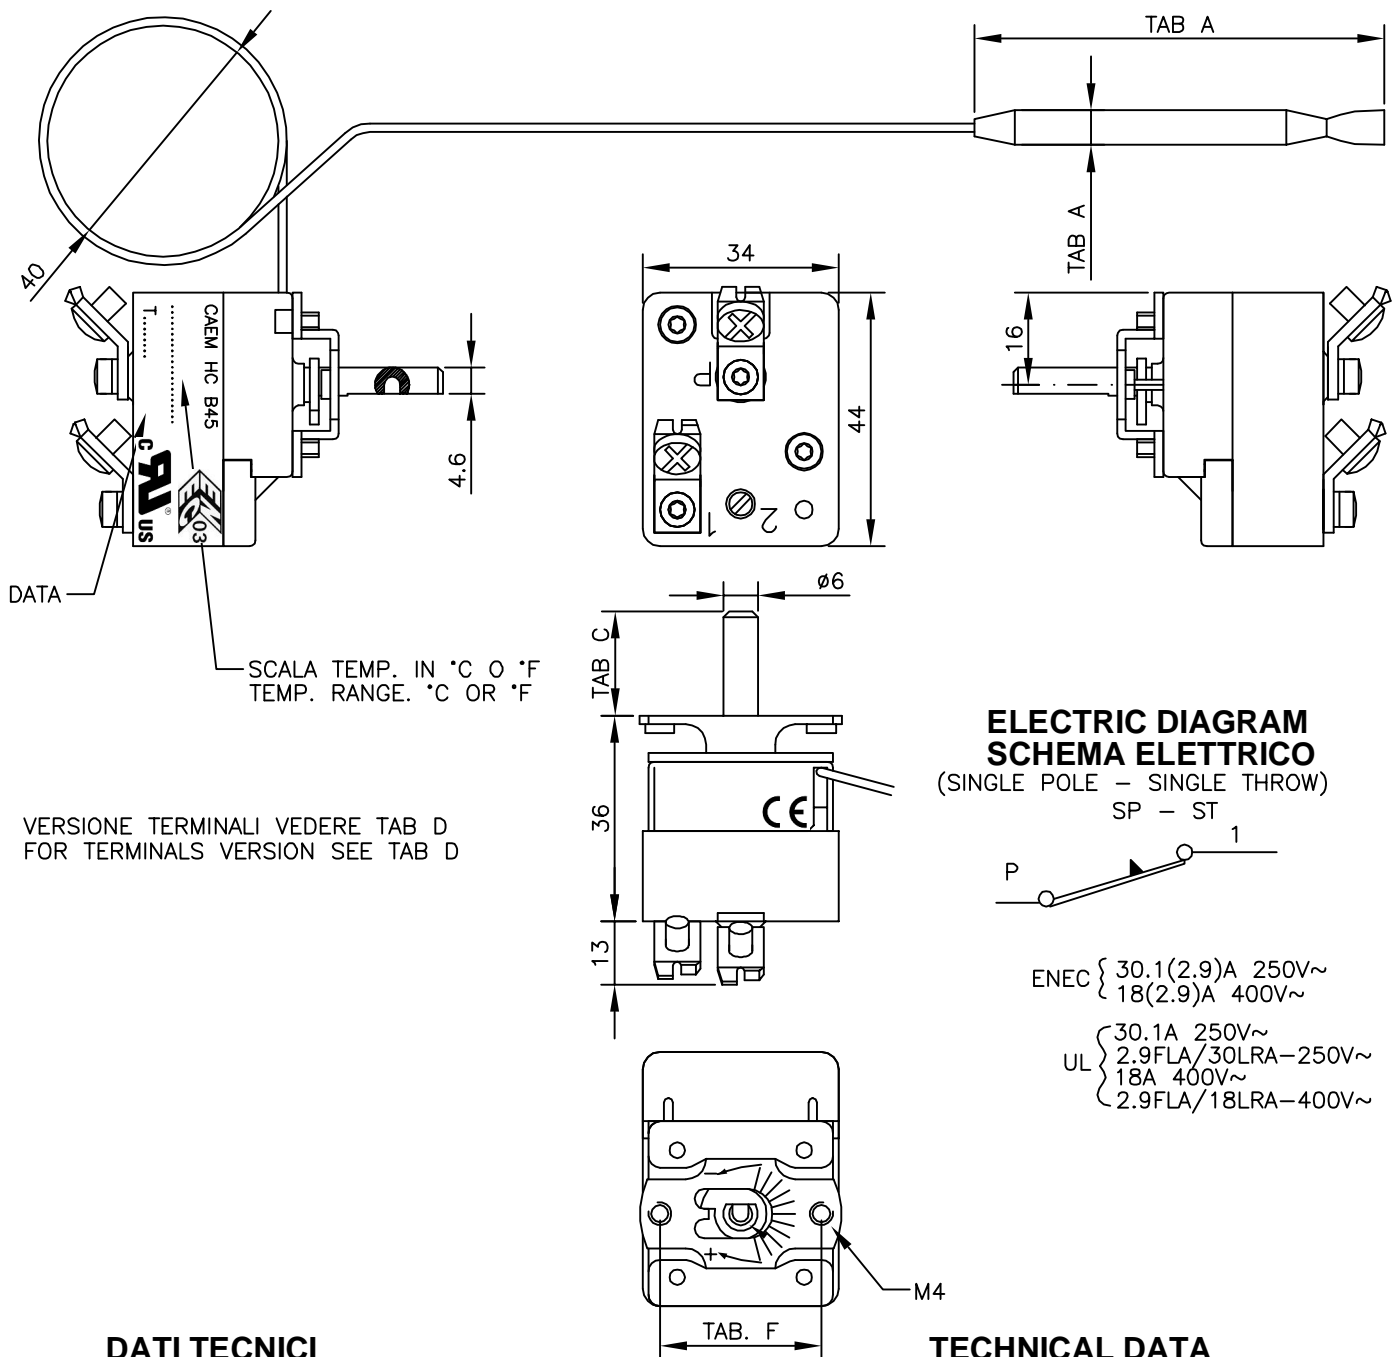 TAB A
TAB A
40
34
44
16
4.6
CAEM HC B45
.....................
T........
C
US
®
EN
EC
03
P
1
2
DATA
SCALA TEMP. IN °C O °F
TEMP. RANGE. °C OR °F
ø6
TAB C
36
13
CE
VERSIONE TERMINALI VEDERE TAB D
FOR TERMINALS VERSION SEE TAB D
ELECTRIC DIAGRAM
SCHEMA ELETTRICO
(SINGLE POLE – SINGLE THROW)
SP – ST
P
1
ENEC { 30.1(2.9)A 250V~
18(2.9)A 400V~
UL { 30.1A 250V~
2.9FLA/30LRA–250V~
18A 400V~
2.9FLA/18LRA–400V~
–
+
M4
TAB. F
DATI TECNICI
TECHNICAL DATA